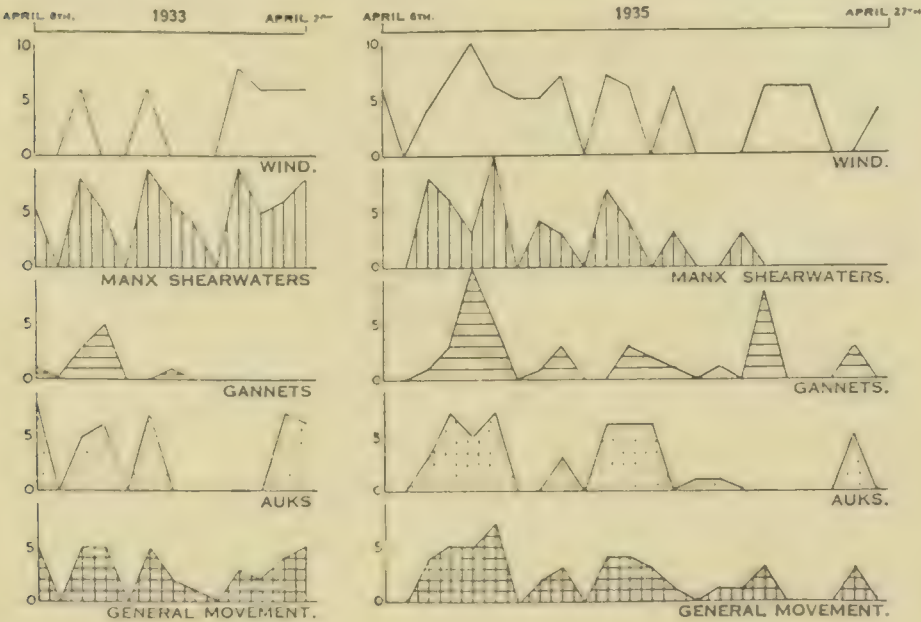 APRIL 8TH. 1933 APRIL
APRIL 6TH. 1935 APRIL 27TH
10
5
0
WIND.
10
5
0
WIND.
5
0
MANX SHEARWATERS
5
0
MANX SHEARWATERS.
5
0
GANNETS
5
0
GANNETS.
5
0
AUKS.
5
0
AUKS.
5
0
GENERAL MOVEMENT.
5
0
GENERAL MOVEMENT.